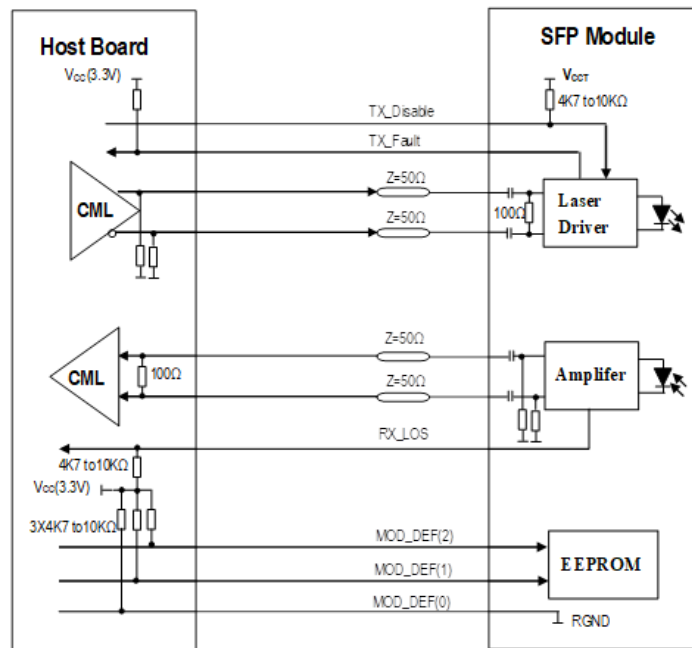 Host Board
SFP Module
VCC(3.3V)
VCCT
4K7 to10KΩ
TX_Disable
TX_Fault
Z=50Ω
CML
100Ω
Laser
Driver
Z=50Ω
Z=50Ω
CML
100Ω
Z=50Ω
Amplifer
RX_LOS
4K7 to10KΩ
VCC(3.3V)
3X4K7 to10KΩ
MOD_DEF(2)
EEPROM
MOD_DEF(1)
MOD_DEF(0)
RGND